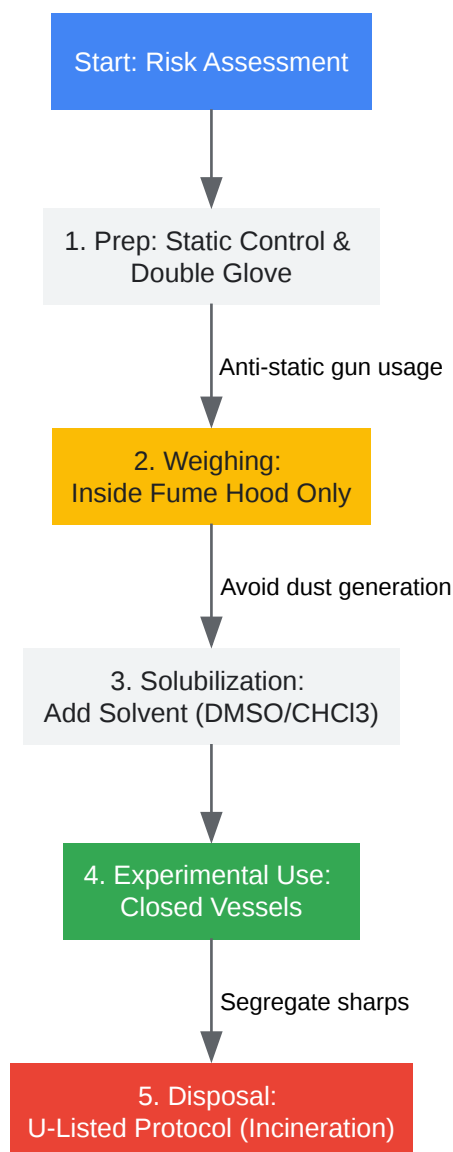 Start: Risk Assessment
1. Prep: Static Control &
Double Glove
Anti-static gun usage
2. Weighing:
Inside Fume Hood Only
Avoid dust generation
3. Solubilization:
Add Solvent (DMSO/CHCl3)
4. Experimental Use:
Closed Vessels
Segregate sharps
5. Disposal:
U-Listed Protocol (Incineration)